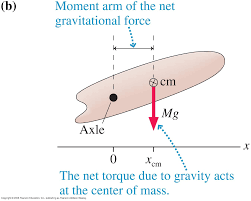 (b)
Moment arm of the net
gravitational force
cm
Mg
Axle
x
0
xcm
The net torque due to gravity acts
at the center of mass.